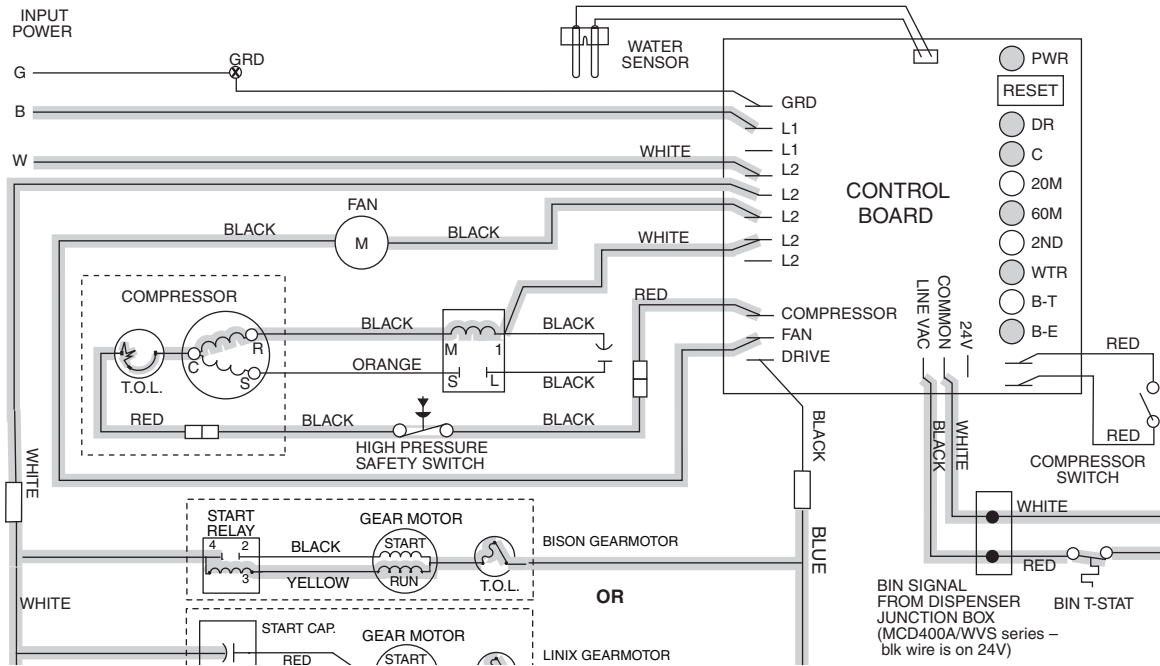 INPUT
POWER
G
GRD
B
W
WATER
SENSOR
WHITE
GRD
L1
L1
L2
L2
L2
L2
L2
COMPRESSOR
FAN
DRIVE
CONTROL
BOARD
PWR
RESET
DR
C
20M
60M
2ND
WTR
B-T
B-E
LINE VAC
COMMON
24V
RED
RED
COMPRESSOR
SWITCH
FAN
BLACK
M
BLACK
WHITE
RED
COMPRESSOR
T.O.L.
C
R
S
BLACK
ORANGE
M
1
S
L
BLACK
BLACK
RED
BLACK
BLACK
HIGH PRESSURE
SAFETY SWITCH
WHITE
BLACK
BLUE
BLACK
WHITE
WHITE
RED
BIN SIGNAL
FROM DISPENSER
JUNCTION BOX
(MCD400A/WVS series –
blk wire is on 24V)
BIN T-STAT
START
RELAY
4
2
3
BLACK
YELLOW
GEAR MOTOR
START
RUN
T.O.L.
BISON GEARMOTOR
OR
WHITE
START CAP.
RED
GEAR MOTOR
START
LINIX GEARMOTOR